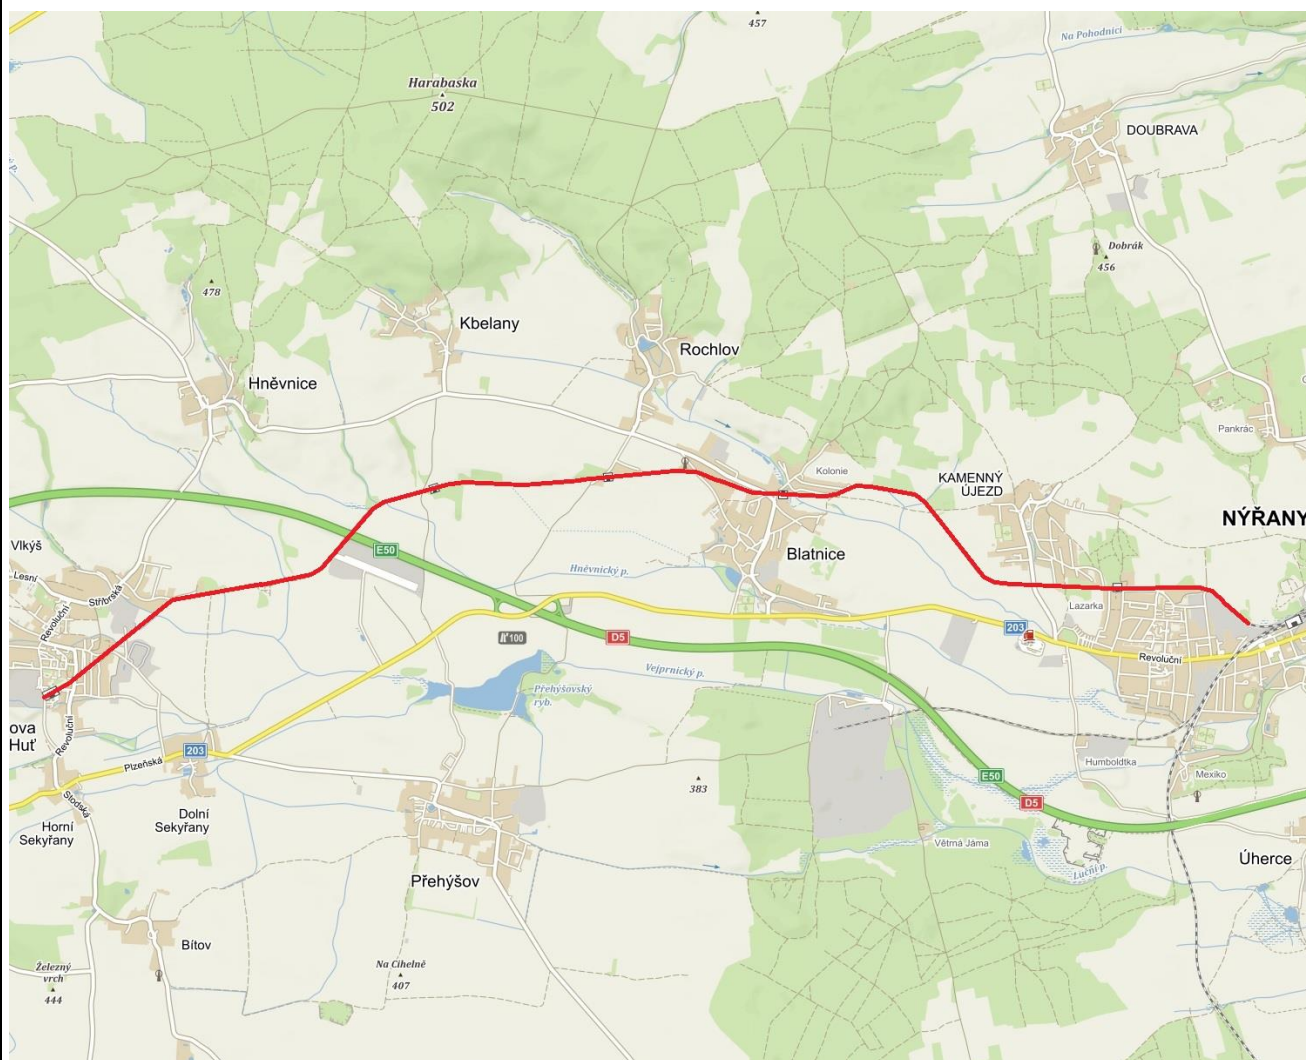 457
Na Pohodnici
Harabaska
502
DOUBRAVA
Dobrák
456
478
Kbelany
Rochlov
Hněvnice
Pankrác
Kolonie
KAMENNÝ
ÚJEZD
NÝŘANY
Vlkýš
E50
Blatnice
Lesní
Hněvnický p.
Stříbrská
Revoluční
Lazarka
203
100
D5
Revoluční
Vejprnický p.
Přehýšovský
ryb.
ova
Huť
Revoluční
203
Plzeňská
Humboldtka
Mexiko
E50
383
D5
Stodská
Dolní
Sekyřany
Horní
Sekyřany
Větrná Jáma
Úherce
Luční p.
Přehýšov
Bítov
Železný
vrch
444
Na Cihelně
407